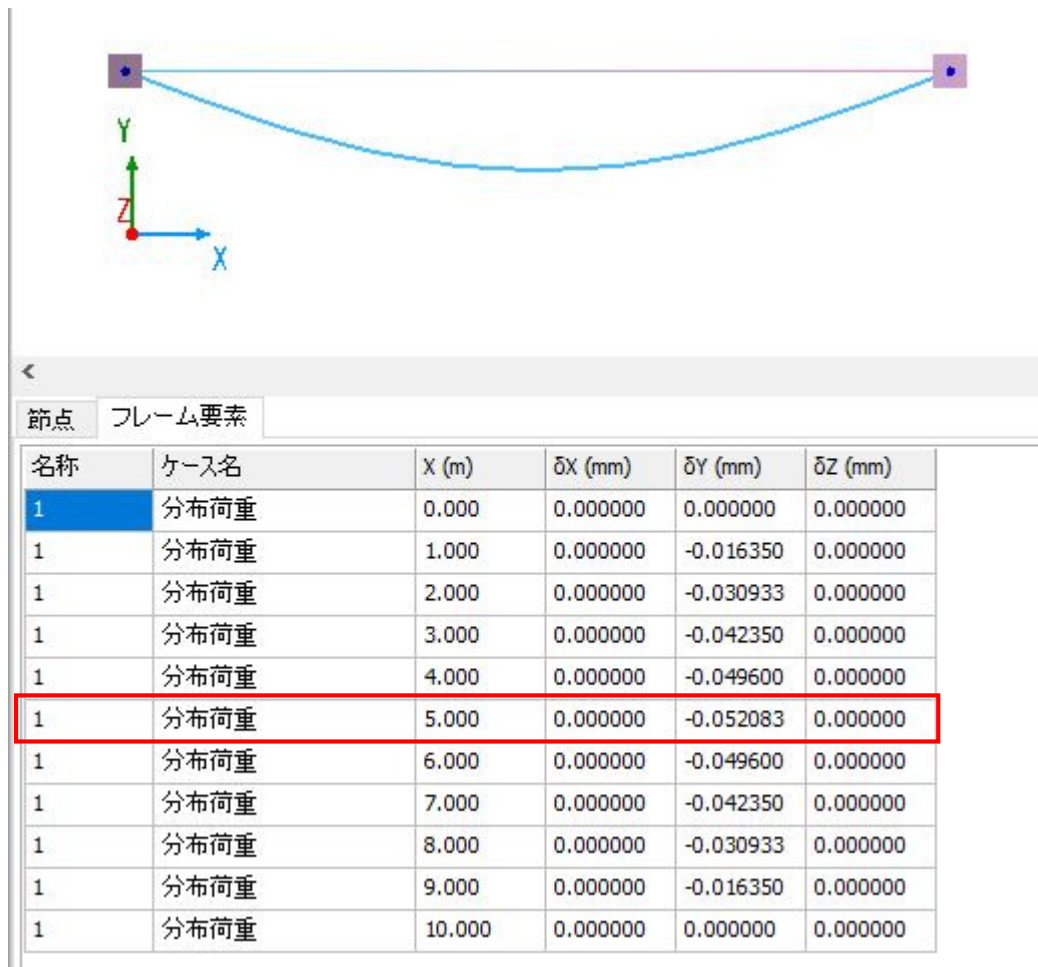 Y
Z
X
<
節点 フレーム要素
名称 ケース名 X (m) δX (mm) δY (mm) δZ (mm)
1 分布荷重 0.000 0.000000 0.000000 0.000000
1 分布荷重 1.000 0.000000 -0.016350 0.000000
1 分布荷重 2.000 0.000000 -0.030933 0.000000
1 分布荷重 3.000 0.000000 -0.042350 0.000000
1 分布荷重 4.000 0.000000 -0.049600 0.000000
1 分布荷重 5.000 0.000000 -0.052083 0.000000
1 分布荷重 6.000 0.000000 -0.049600 0.000000
1 分布荷重 7.000 0.000000 -0.042350 0.000000
1 分布荷重 8.000 0.000000 -0.030933 0.000000
1 分布荷重 9.000 0.000000 -0.016350 0.000000
1 分布荷重 10.000 0.000000 0.000000 0.000000